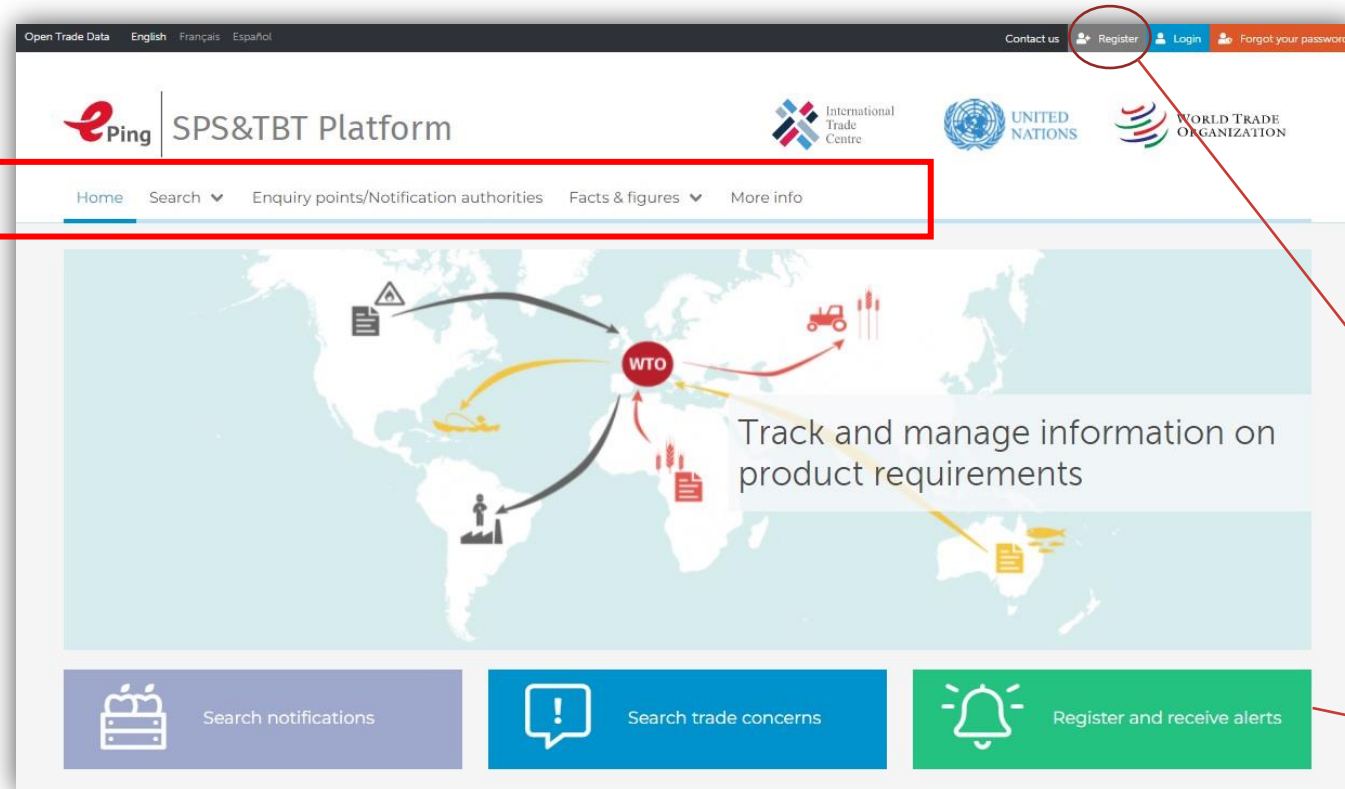 Open Trade Data English Français Español Contact us Register Login Forgot your password
ePing SPS&TBT Platform
International
Trade
Centre
UNITED
NATIONS
WORLD TRADE
ORGANIZATION
Home Search Enquiry points/Notification authorities Facts & figures More info
WTO
Track and manage information on
product requirements
Search notifications
Search trade concerns
Register and receive alerts